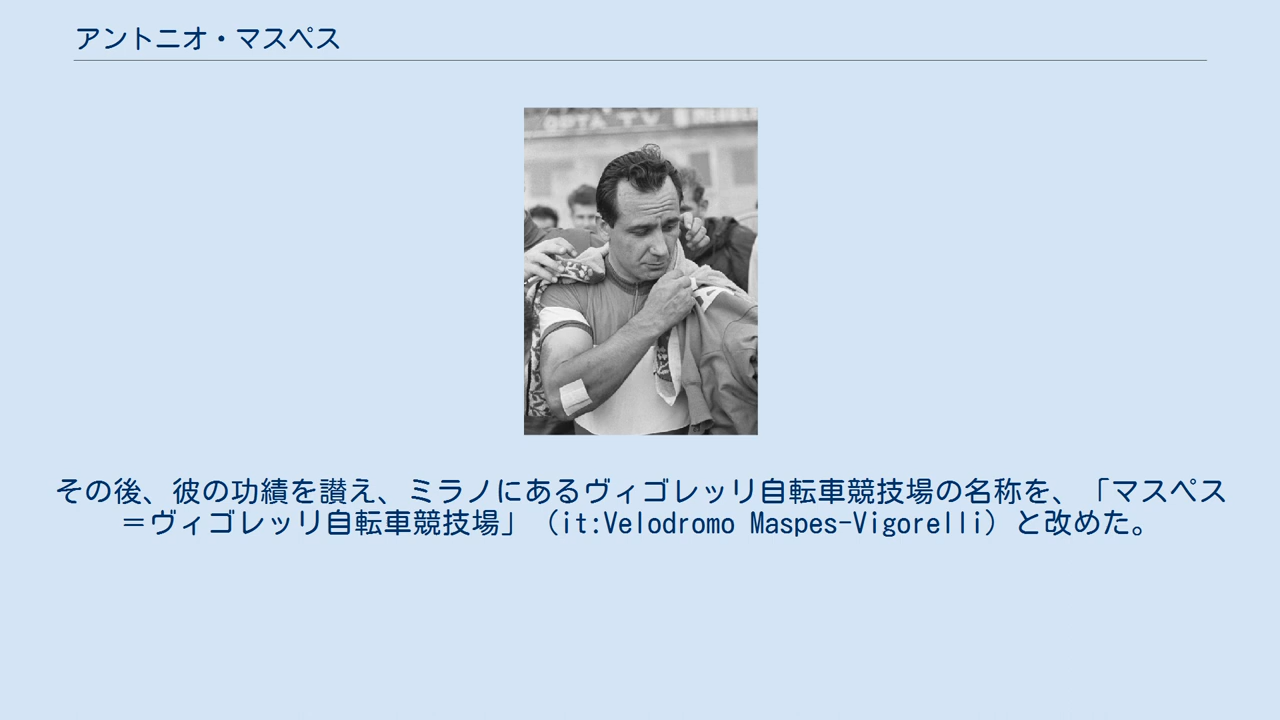 アントニオ・マスペス
OPTA TV
その後、彼の功績を讃え、ミラノにあるヴィゴレッリ自転車競技場の名称を、「マスペス
＝ヴィゴレッリ自転車競技場」（it:Velodromo Maspes-Vigorelli）と改めた。